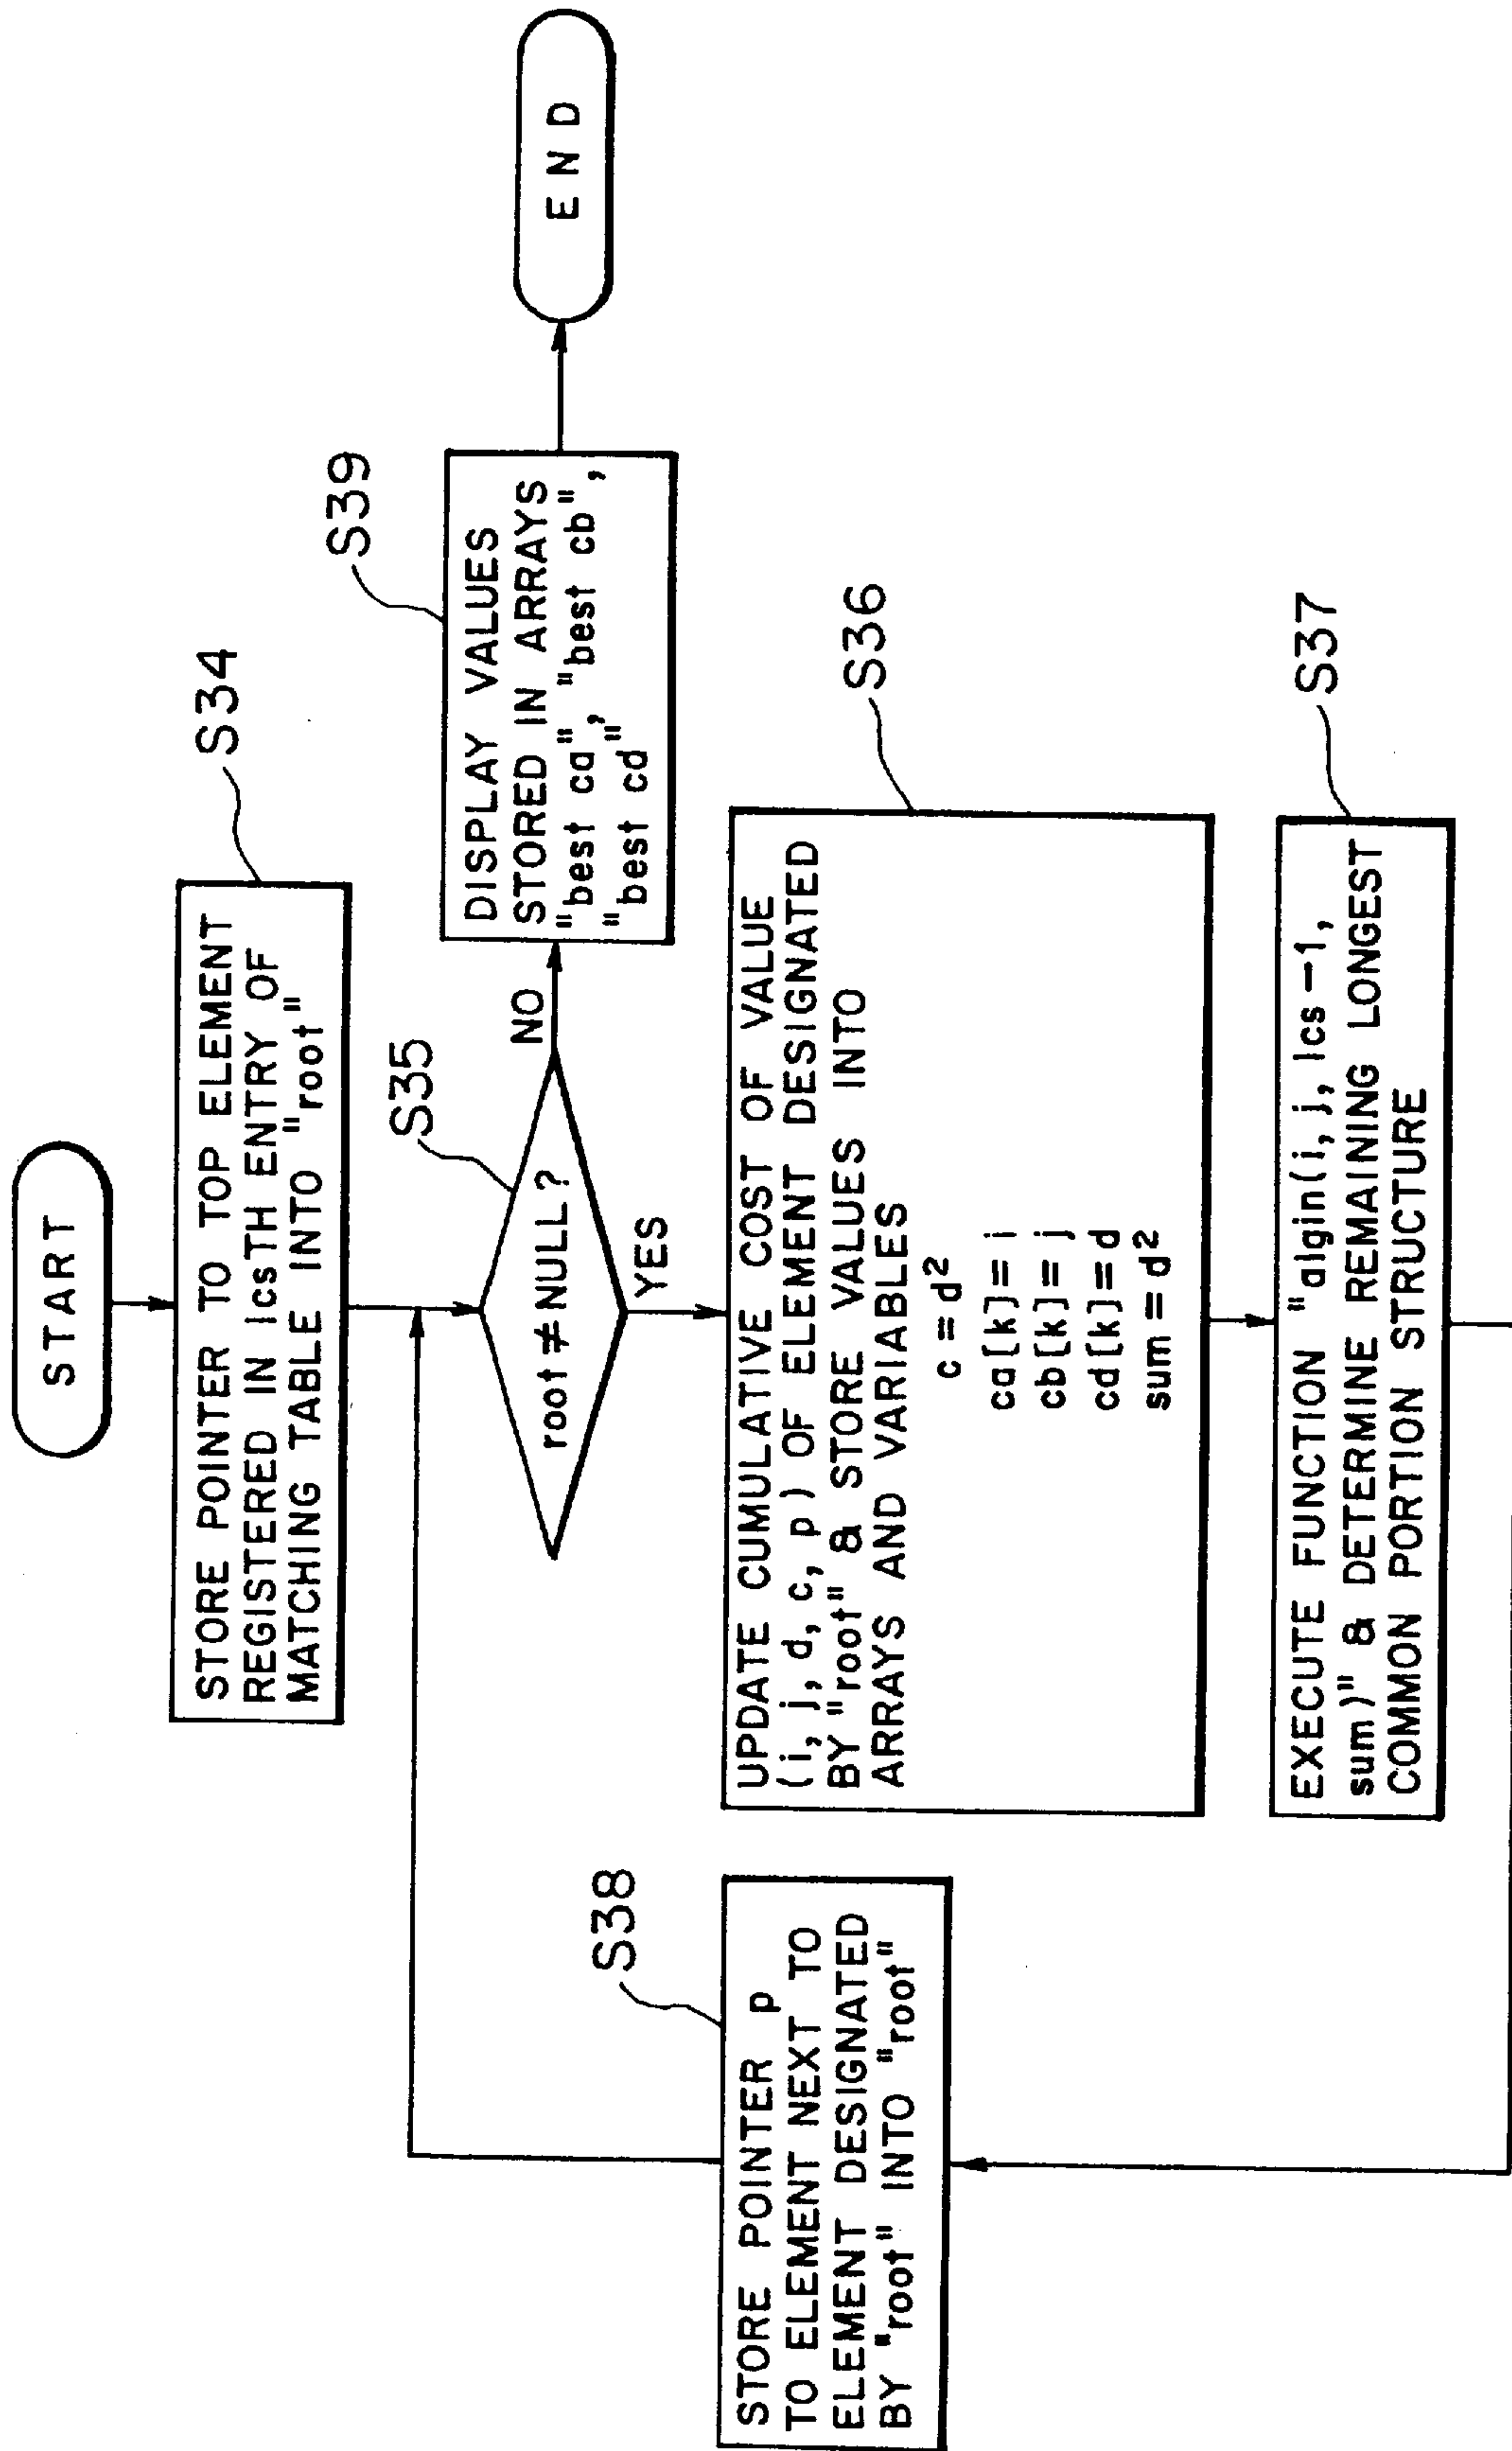 START
S34
STORE POINTER TO TOP ELEMENT
REGISTERED IN lcsTH ENTRY OF
MATCHING TABLE INTO "root"
S35
root ≠ NULL?
NO
YES
S39
DISPLAY VALUES
STORED IN ARRAYS
"best ca", "best cb",
"best cd"
END
S36
UPDATE CUMULATIVE COST OF VALUE
(i, j, d, c, p) OF ELEMENT DESIGNATED
BY "root" & STORE VALUES INTO
ARRAYS AND VARIABLES
c = d²
ca[k] = i
cb[k] = j
cd[k] = d
sum = d²
S37
EXECUTE FUNCTION "algin(i, j, lcs-1,
sum)" & DETERMINE REMAINING LONGEST
COMMON PORTION STRUCTURE
S38
STORE POINTER p
TO ELEMENT NEXT TO
ELEMENT DESIGNATED
BY "root" INTO "root"